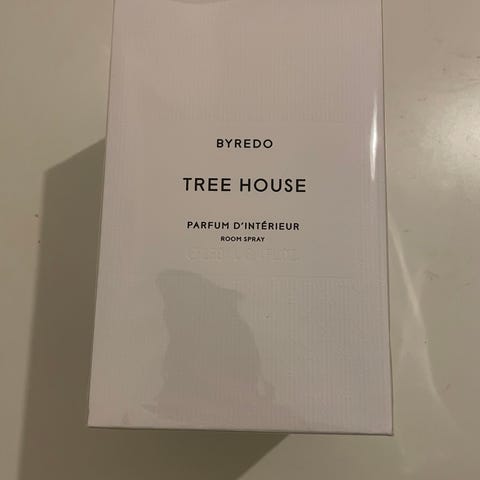 BYREDO
TREE HOUSE
PARFUM D'INTÉRIEUR
ROOM SPRAY